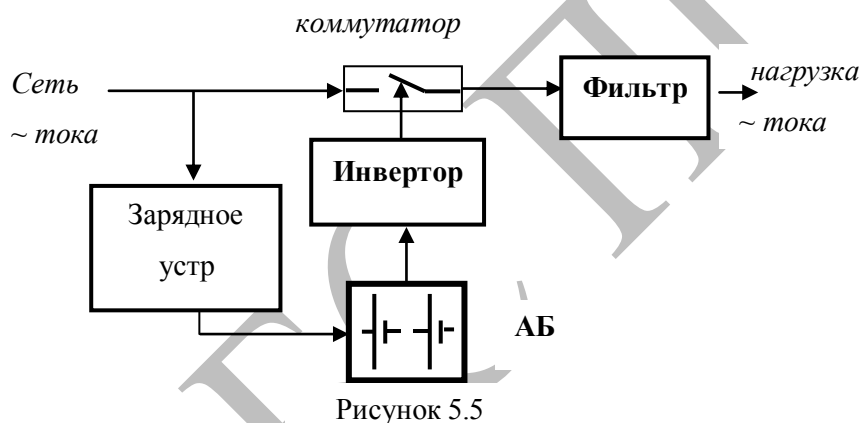 коммутатор
Сеть
~ тока
Фильтр
нагрузка
~ тока
Инвертор
Зарядное
устр
АБ
Рисунок 5.5